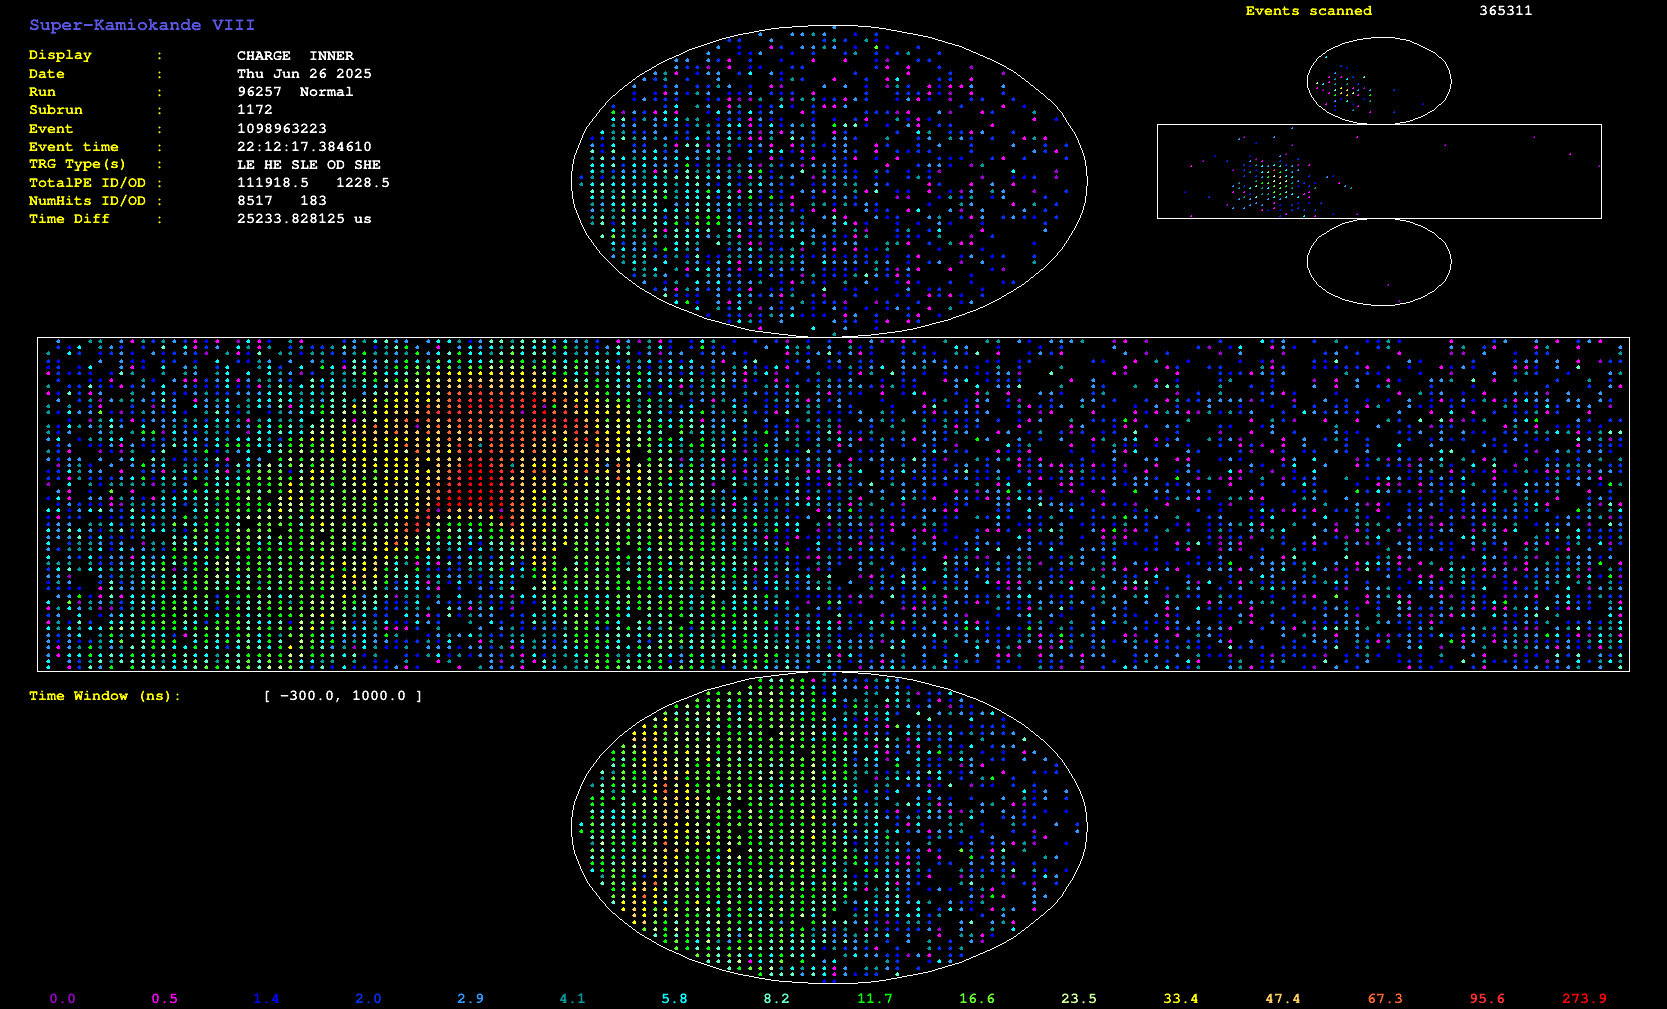 Super-Kamiokande VIII
Events scanned 365311
Display : CHARGE INNER
Date : Thu Jun 26 2025
Run : 96257 Normal
Subrun : 1172
Event : 1098963223
Event time : 22:12:17.384610
TRG Type(s) : LE HE SLE OD SHE
TotalPE ID/OD : 111918.5 1228.5
NumHits ID/OD : 8517 183
Time Diff : 25233.828125 us
Time Window (ns): [ -300.0, 1000.0 ]
0.0 0.5 1.4 2.0 2.9 4.1 5.8 8.2 11.7 16.6 23.5 33.4 47.4 67.3 95.6 273.9